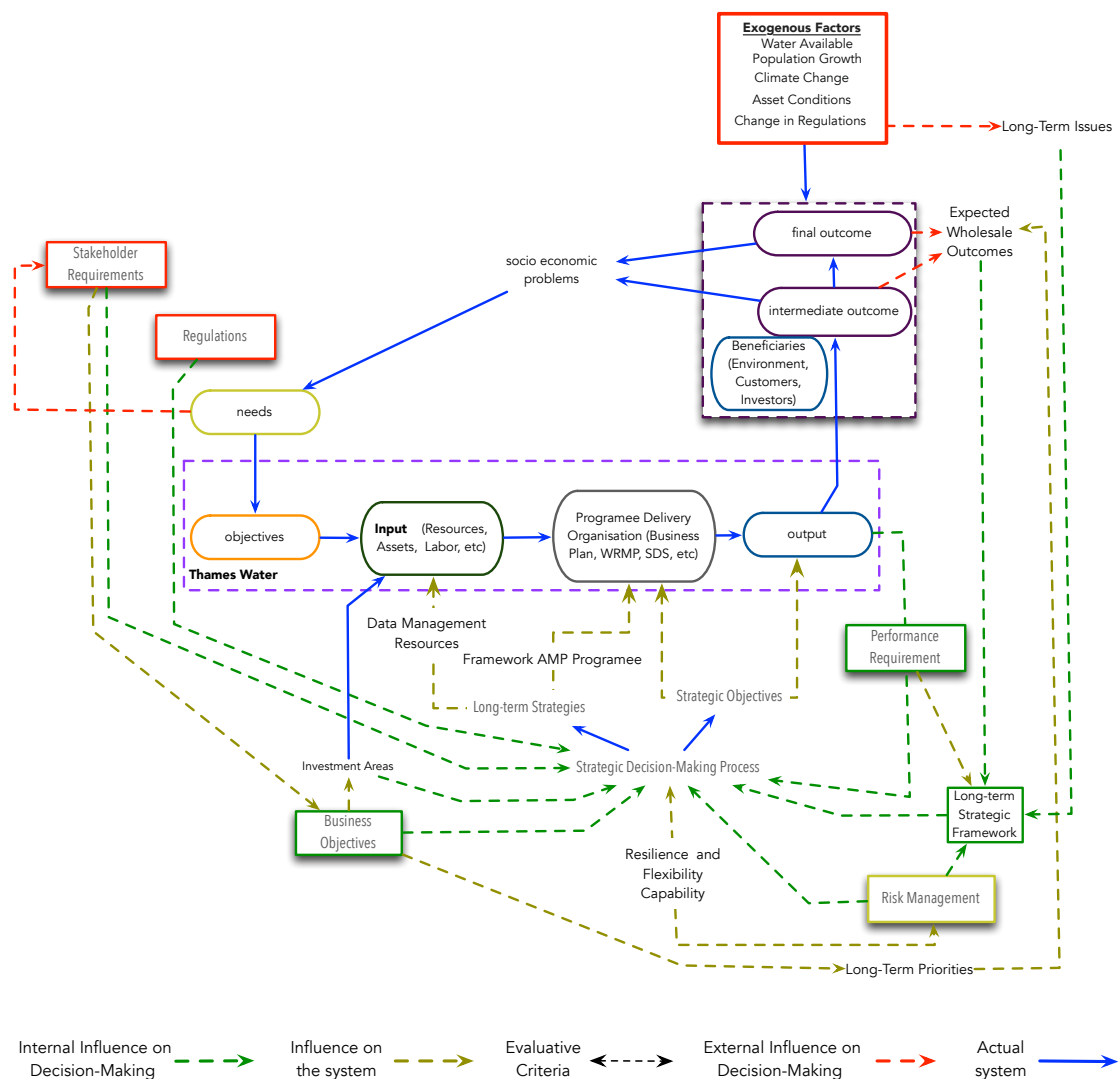 Exogenous Factors
Water Available
Population Growth
Climate Change
Asset Conditions
Change in Regulations
Long-Term Issues
Expected
Wholesale
Outcomes
final outcome
intermediate outcome
Beneficiaries
(Environment,
Customers,
Investors)
socio economic
problems
Stakeholder
Requirements
Regulations
needs
objectives
Input (Resources,
Assets, Labor, etc)
Programee Delivery
Organisation (Business
Plan, WRMP, SDS, etc)
output
Thames Water
Data Management
Resources
Framework AMP Programee
Long-term Strategies
Strategic Objectives
Performance
Requirement
Investment Areas
Strategic Decision-Making Process
Business
Objectives
Long-term
Strategic
Framework
Resilience and
Flexibility
Capability
Risk Management
Long-Term Priorities
Internal Influence on
Decision-Making
Influence on
the system
Evaluative
Criteria
External Influence on
Decision-Making
Actual
system